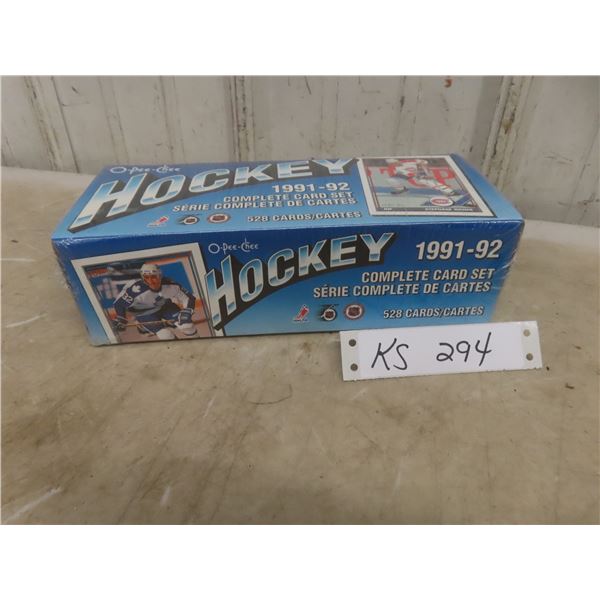 O-Pee-Chee
HOCKEY
1991-92
COMPLETE CARD SET
SÉRIE COMPLÈTE DE CARTES
528 CARDS/CARTES
O-Pee-Chee
HOCKEY
1991-92
COMPLETE CARD SET
SÉRIE COMPLÈTE DE CARTES
528 CARDS/CARTES
KS 294